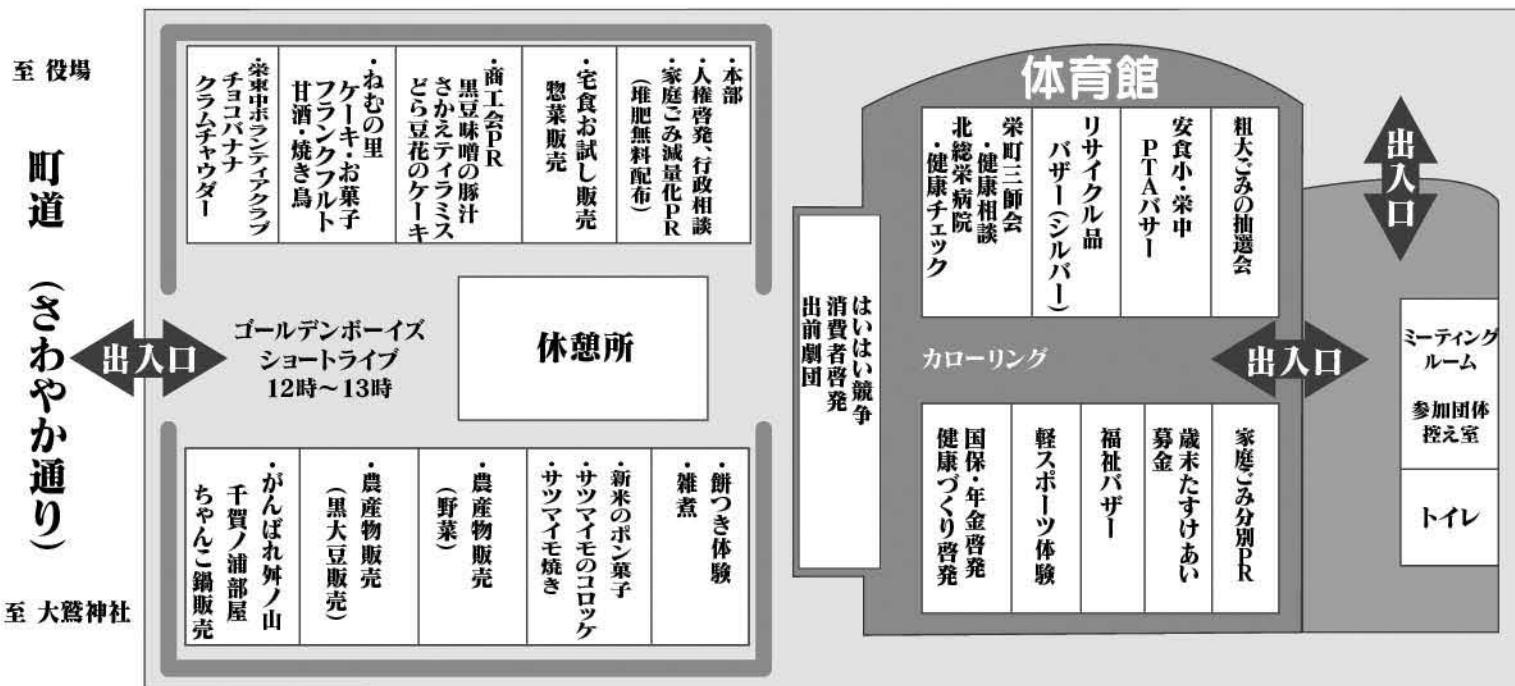 至 役場
町道 (さわやか通り)
至 大鷲神社
出入口
・栄東中ボランティアクラブ
チョコバナナ
クラムチャウダー
・ねむの里
ケーキ・お菓子
フランクフルト
甘酒・焼き鳥
・商工会PR
黒豆味噌の豚汁
さかえティラミス
どら豆花のケーキ
・宅食お試し販売
惣菜販売
・本部
・人権啓発、行政相談
・家庭ごみ減量化PR
(堆肥無料配布)
ゴールデンボーイズ
ショートライブ
12時～13時
休憩所
・がんばれ舛ノ山
千賀ノ浦部屋
ちゃんこ鍋販売
・農産物販売
(黒大豆販売)
・農産物販売
(野菜)
・新米のポン菓子
・サツマイモのコロッケ
・サツマイモ焼き
・餅つき体験
・雑煮
はいはい競争
消費者啓発
出前劇団
体育館
栄町三師会
・健康相談
北総栄病院
・健康チェック
リサイクル品
バザー(シルバー)
安食小・栄中
PTAバサー
粗大ごみの抽選会
カローリング
出入口
国保・年金啓発
健康づくり啓発
軽スポーツ体験
福祉バザー
歳末たすけあい
募金
家庭ごみ分別PR
出入口
ミーティング
ルーム
参加団体
控え室
トイレ